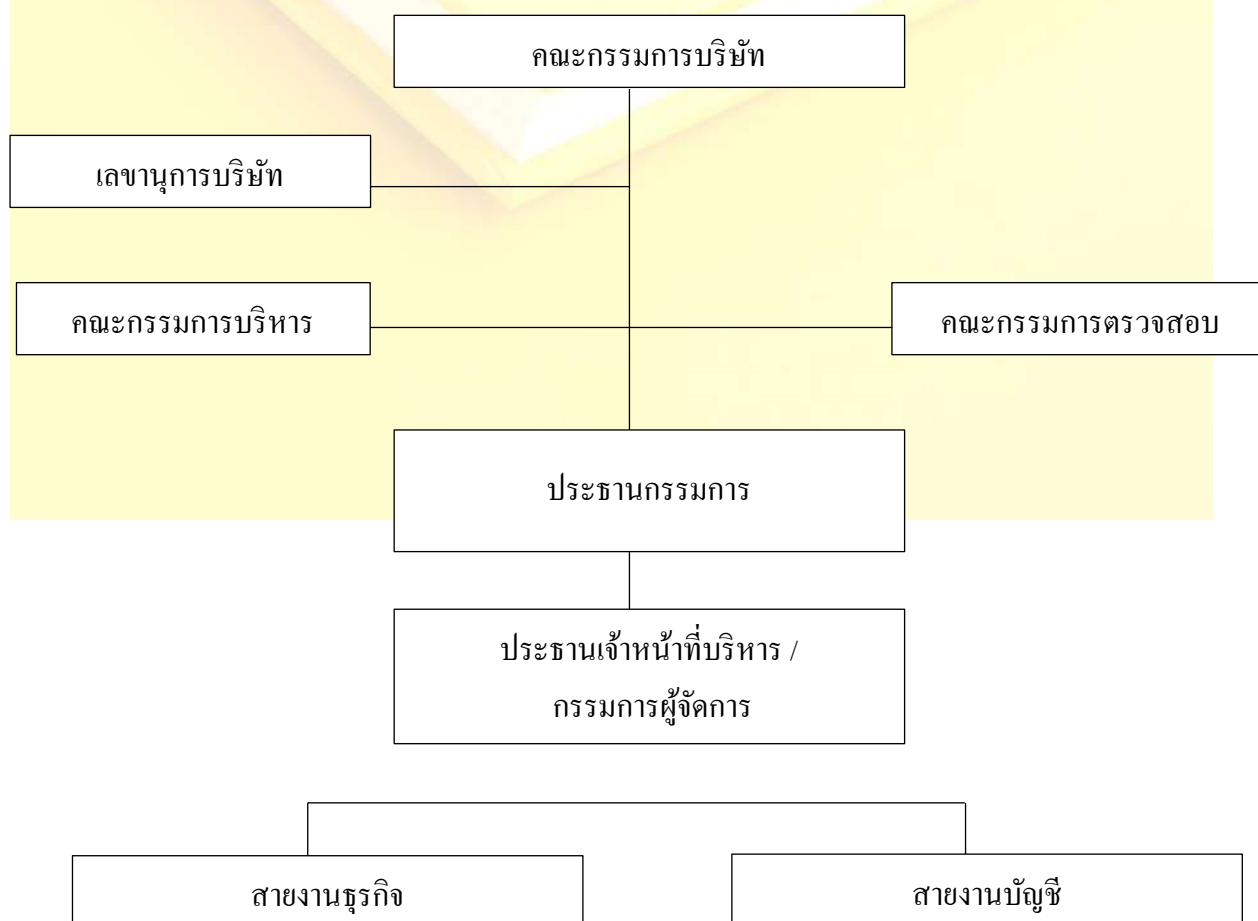 คณะกรรมการบริษัท
เลขานุการบริษัท
คณะกรรมการบริหาร
คณะกรรมการตรวจสอบ
ประธานกรรมการ
ประธานเจ้าหน้าที่บริหาร /
กรรมการผู้จัดการ
สายงานธุรกิจ
สายงานบัญชี